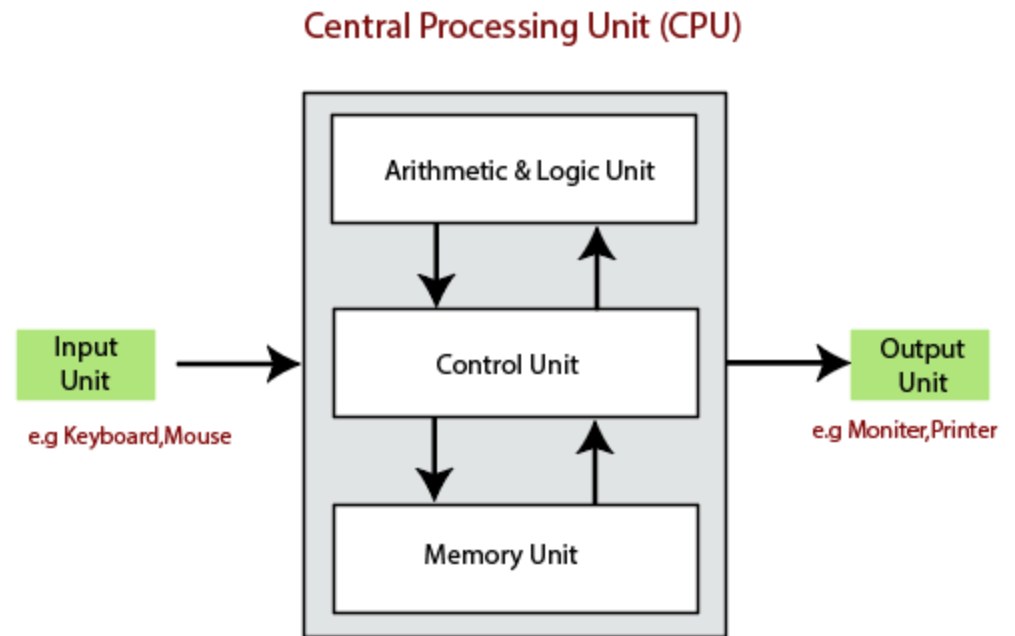 Central Processing Unit (CPU)
Arithmetic & Logic Unit
Input
Unit
e.g Keyboard,Mouse
Control Unit
Output
Unit
e.g Moniter,Printer
Memory Unit